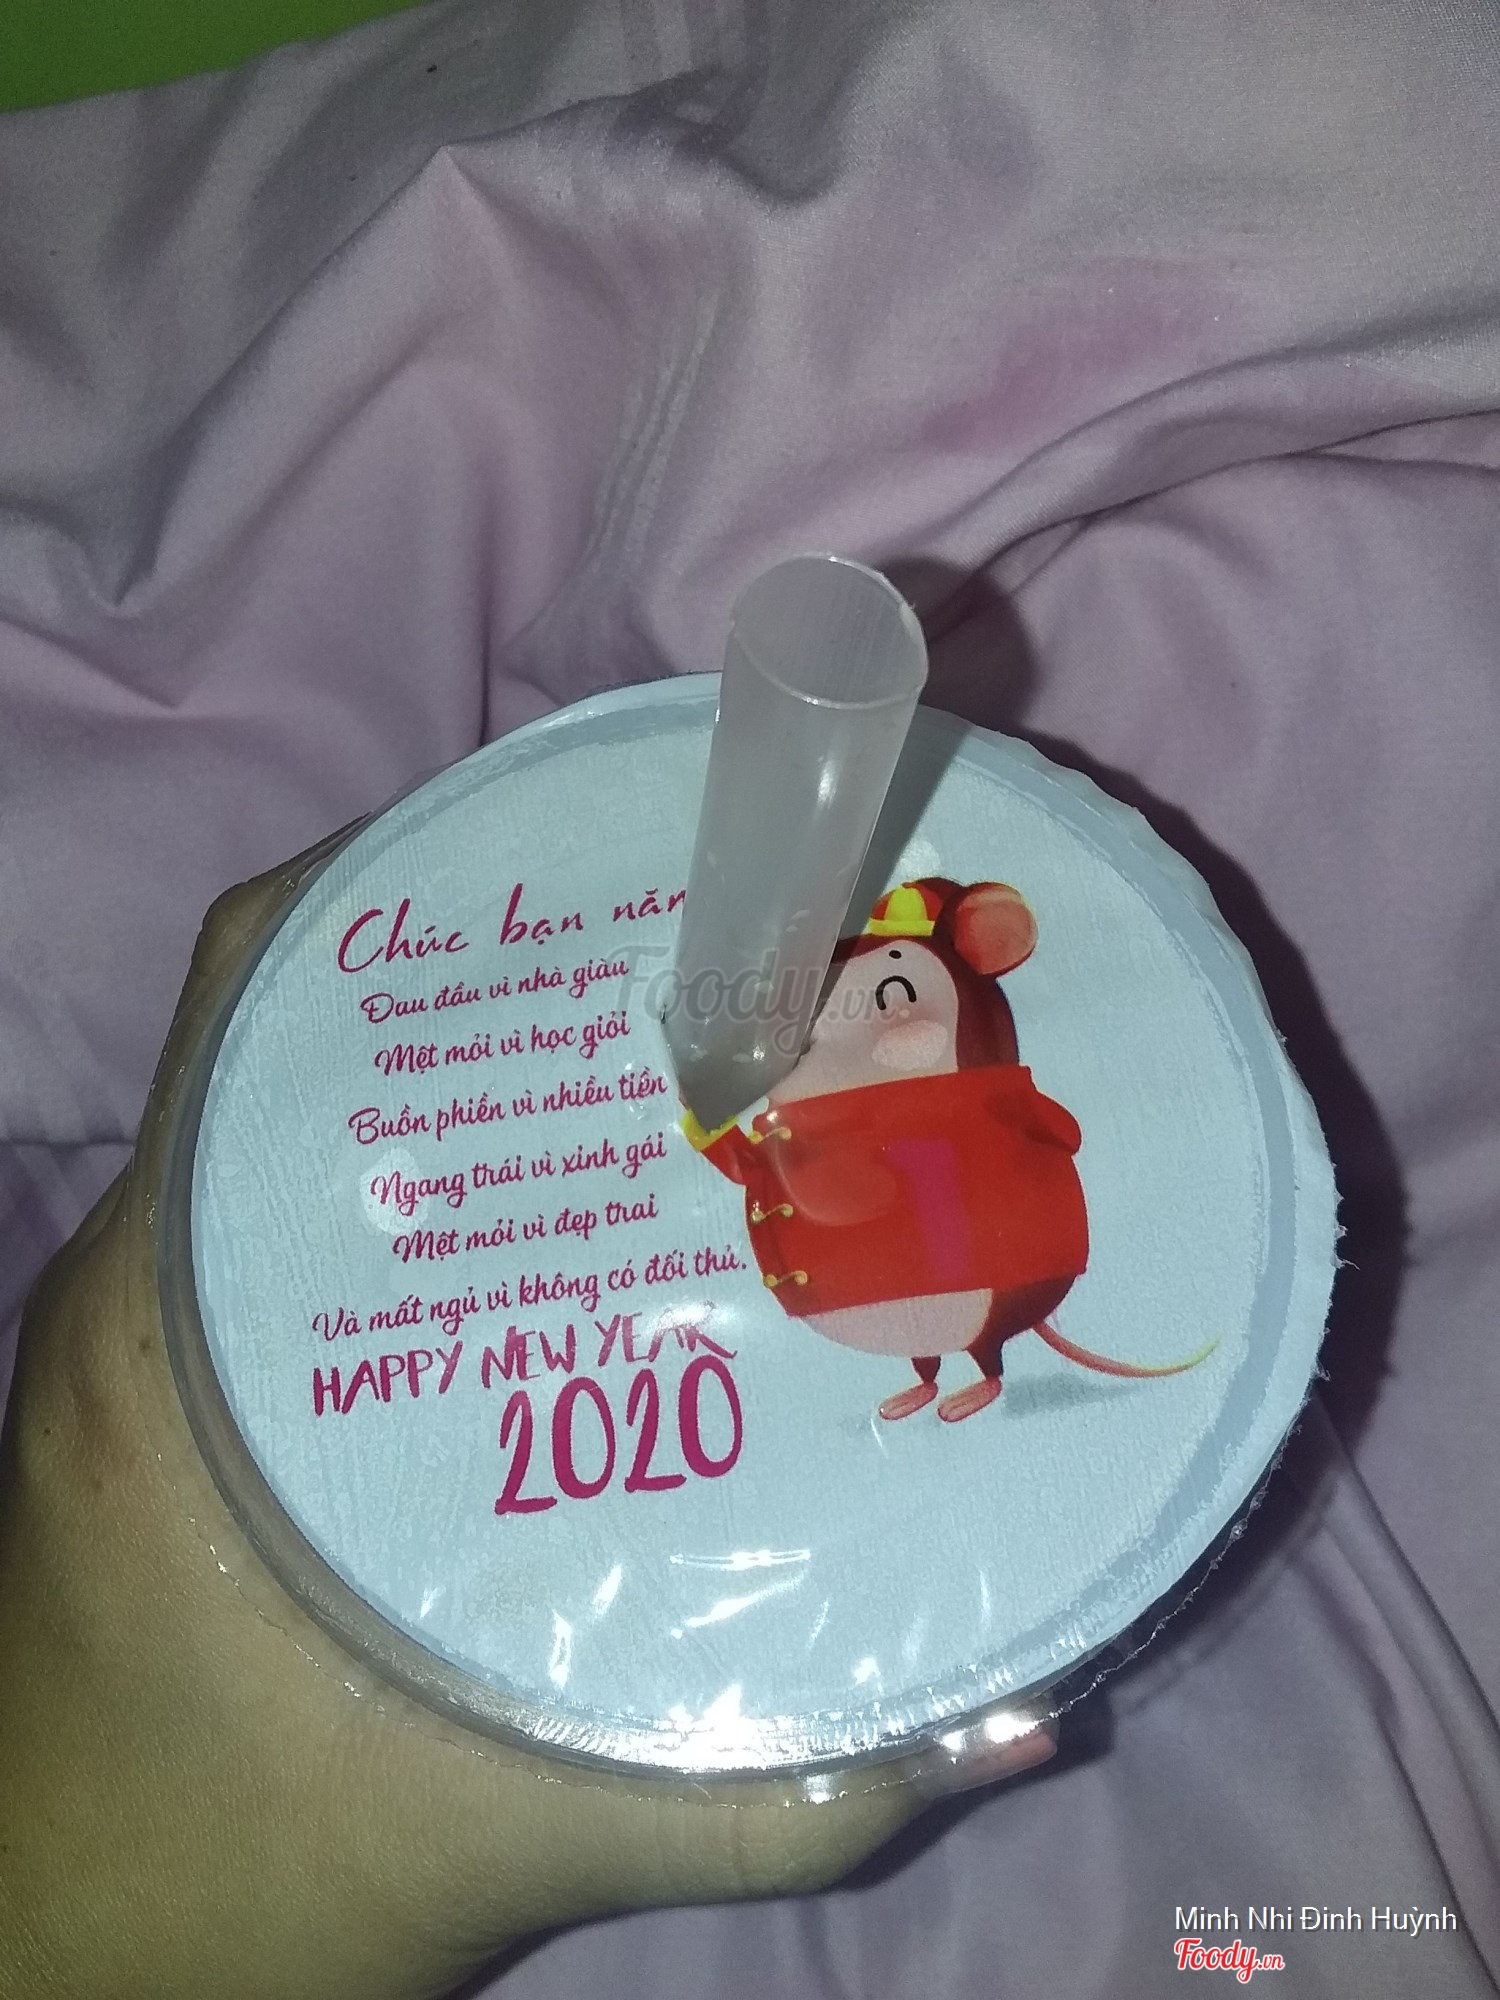 Chúc bạn
Đau đầu vì nhà giàu
Mệt mỏi vì học giỏi
Buồn phiền vì nhiều tiền
Ngang trái vì xinh gái
Mệt mỏi vì đẹp trai
Và mất ngủ vì không có đối thủ.
HAPPY NEW YEAR
2020
Foody.vn
Minh Nhi Đinh Huỳnh
Foody.vn